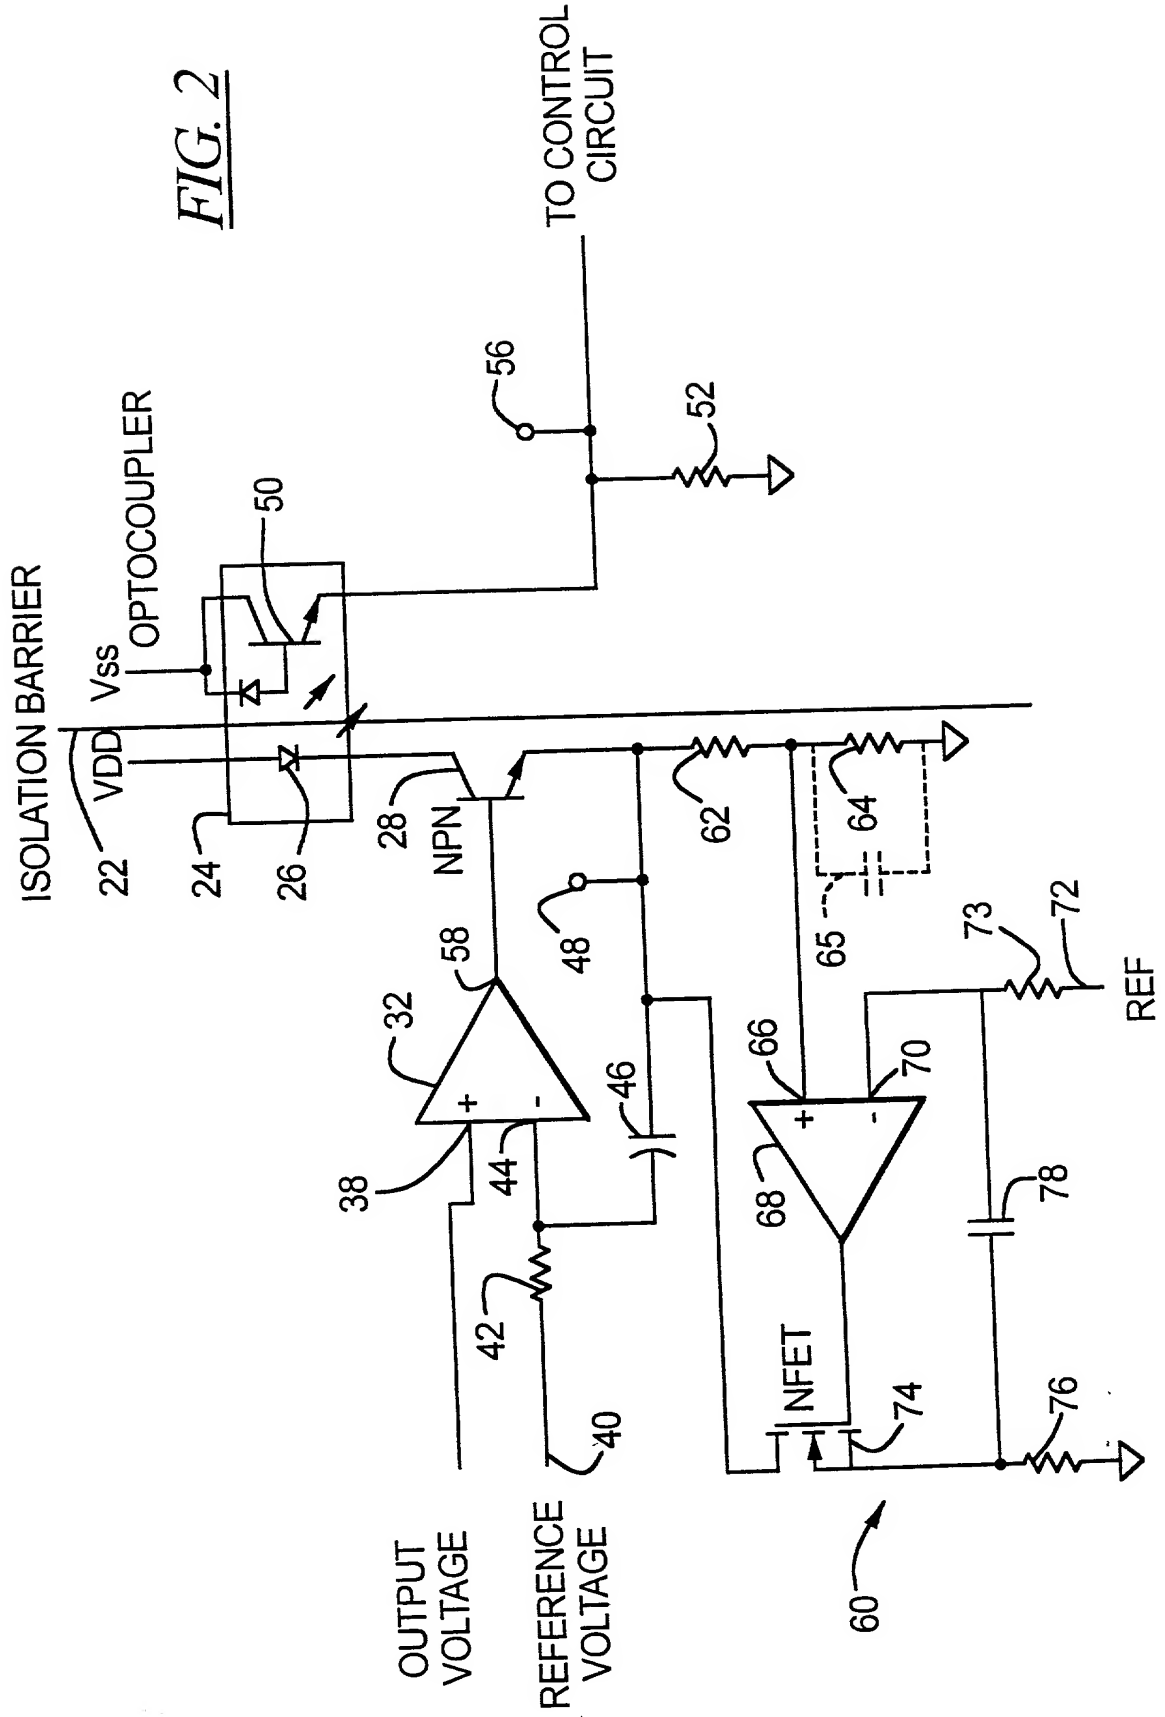 FIG. 2
ISOLATION BARRIER
OPTOCOUPLER
VDD
Vss
22
24
26
50
28
NPN
56
TO CONTROL
CIRCUIT
52
OUTPUT
VOLTAGE
REFERENCE
VOLTAGE
38
+
32
58
44
-
42
40
46
48
62
64
65
66
+
68
70
-
73
72
REF
NFET
74
78
76
60